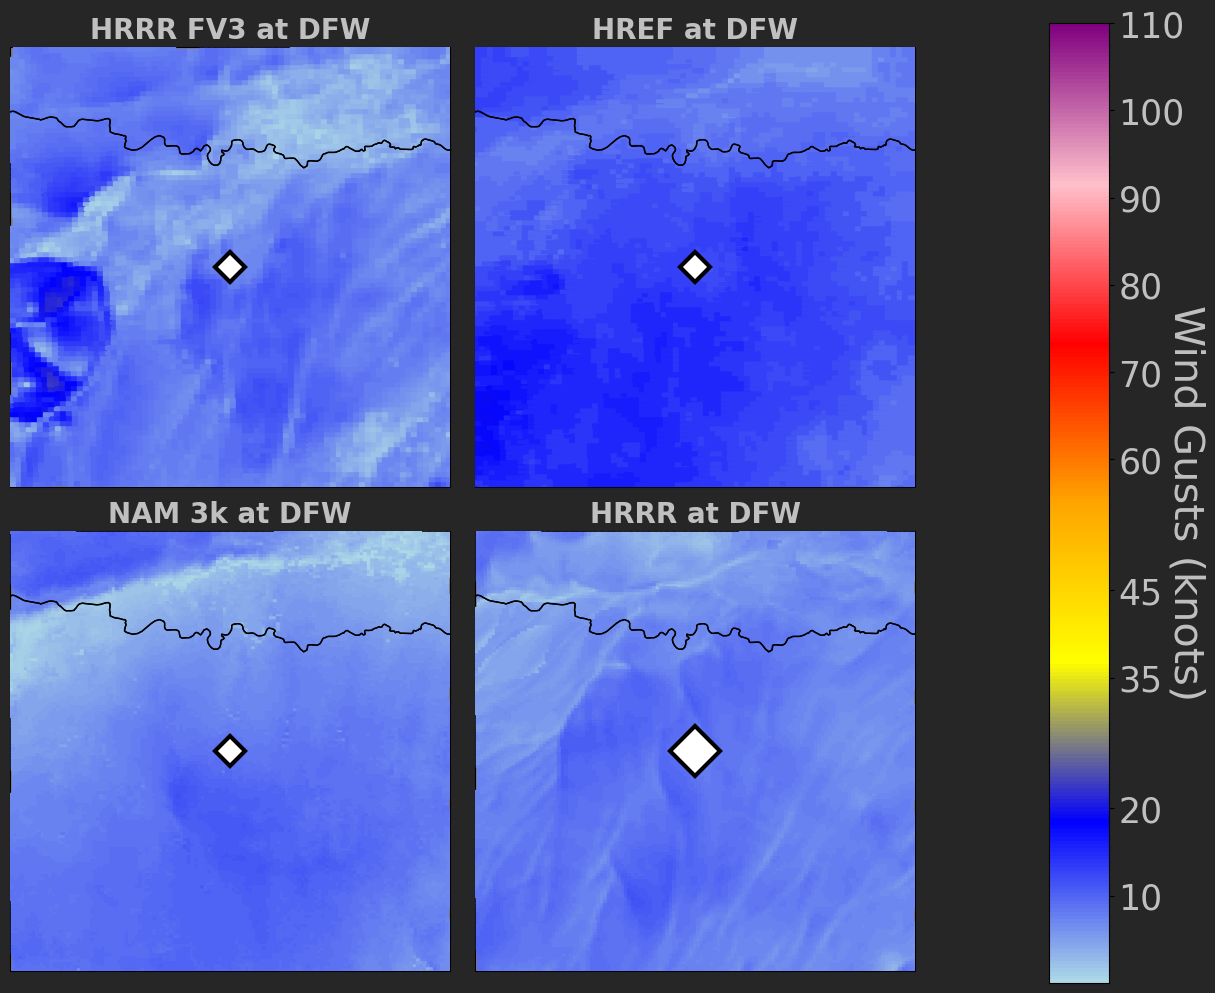 HRRR FV3 at DFW
HREF at DFW
NAM 3k at DFW
HRRR at DFW
110
100
90
80
70
60
45
35
20
10
Wind Gusts (knots)